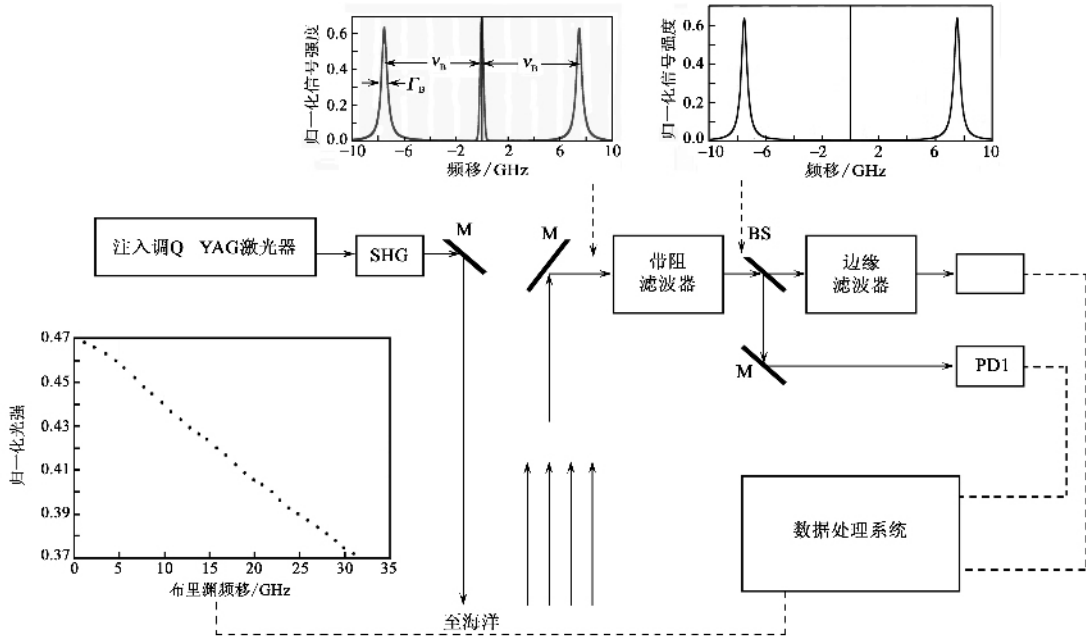 归一化信号强度
0.6
0.4
0.2
0.0
ν_B
ν_B
Γ_B
-10
-6
-2
2
6
10
频移/GHz
归一化信号强度
0.6
0.4
0.2
0.0
-10
-6
-2
2
6
10
频移/GHz
注入调Q YAG激光器
SHG
M
M
带阻
滤波器
BS
边缘
滤波器
M
PD1
归一化光强
0.47
0.45
0.43
0.41
0.39
0.37
0
5
10
15
20
25
30
35
布里渊频移/GHz
至海洋
数据处理系统